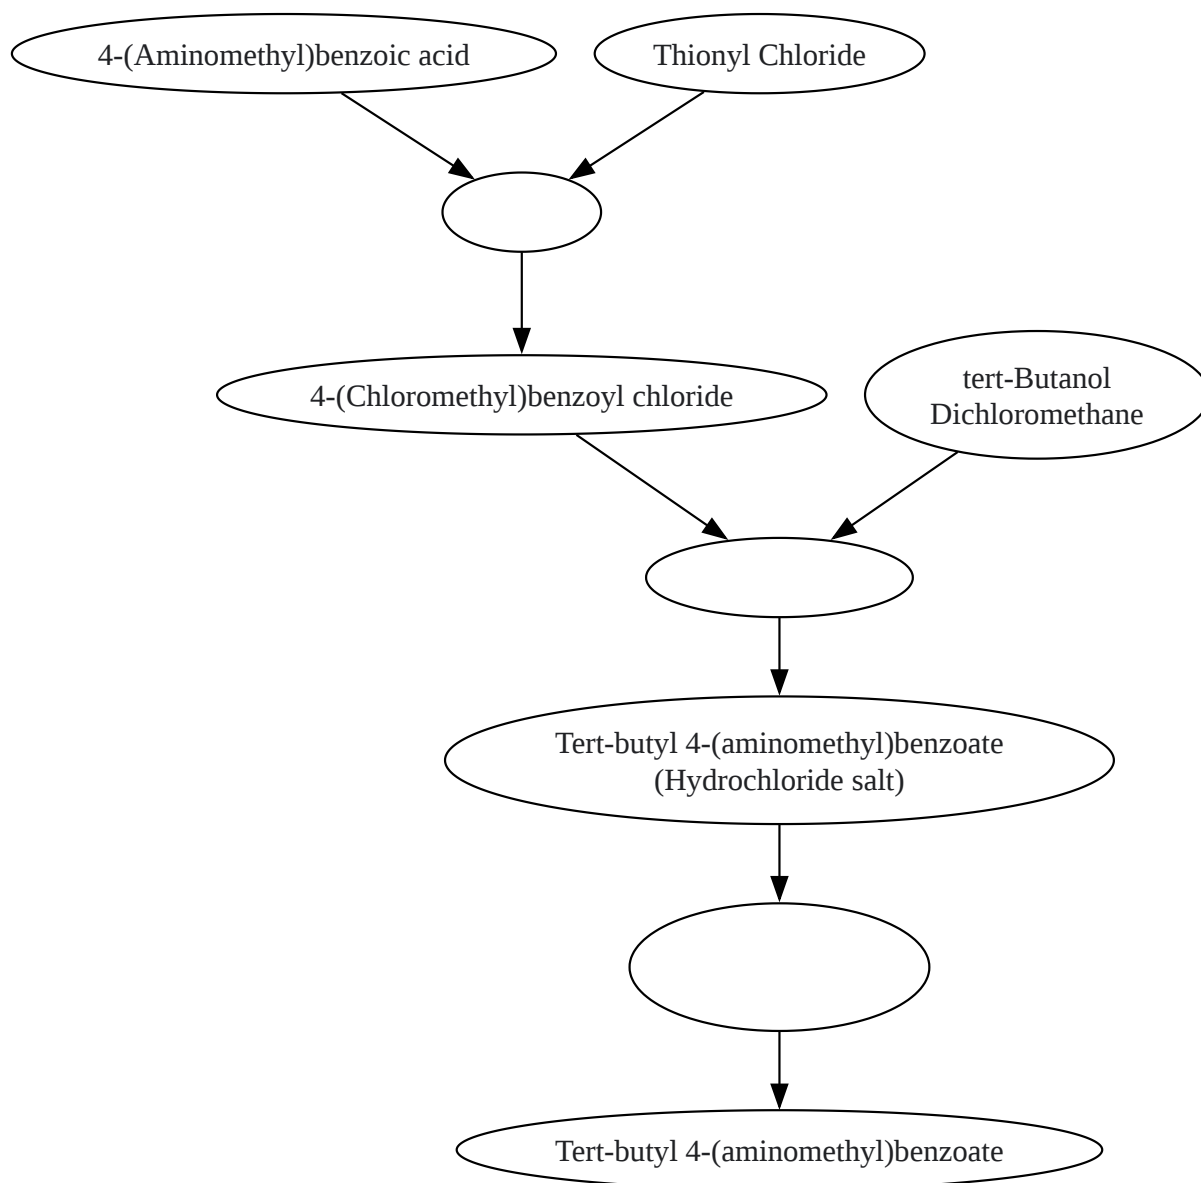 4-(Aminomethyl)benzoic acid
Thionyl Chloride
4-(Chloromethyl)benzoyl chloride
tert-Butanol
Dichloromethane
Tert-butyl 4-(aminomethyl)benzoate
(Hydrochloride salt)
Tert-butyl 4-(aminomethyl)benzoate